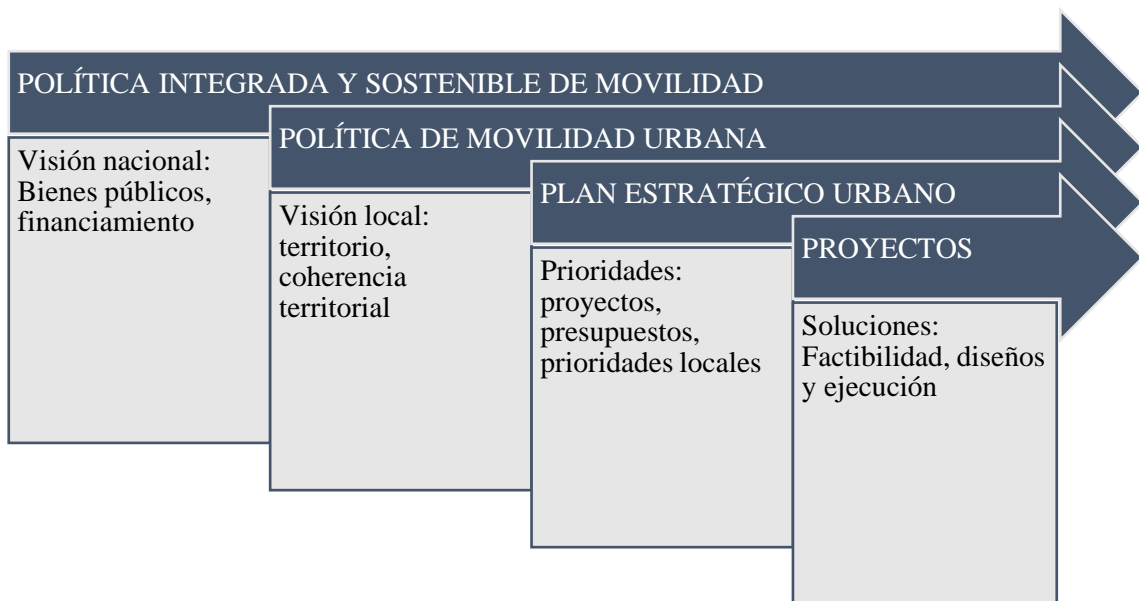 POLÍTICA INTEGRADA Y SOSTENIBLE DE MOVILIDAD
Visión nacional:
Bienes públicos,
financiamiento
POLÍTICA DE MOVILIDAD URBANA
Visión local:
territorio,
coherencia
territorial
PLAN ESTRATÉGICO URBANO
Prioridades:
proyectos,
presupuestos,
prioridades locales
PROYECTOS
Soluciones:
Factibilidad, diseños
y ejecución